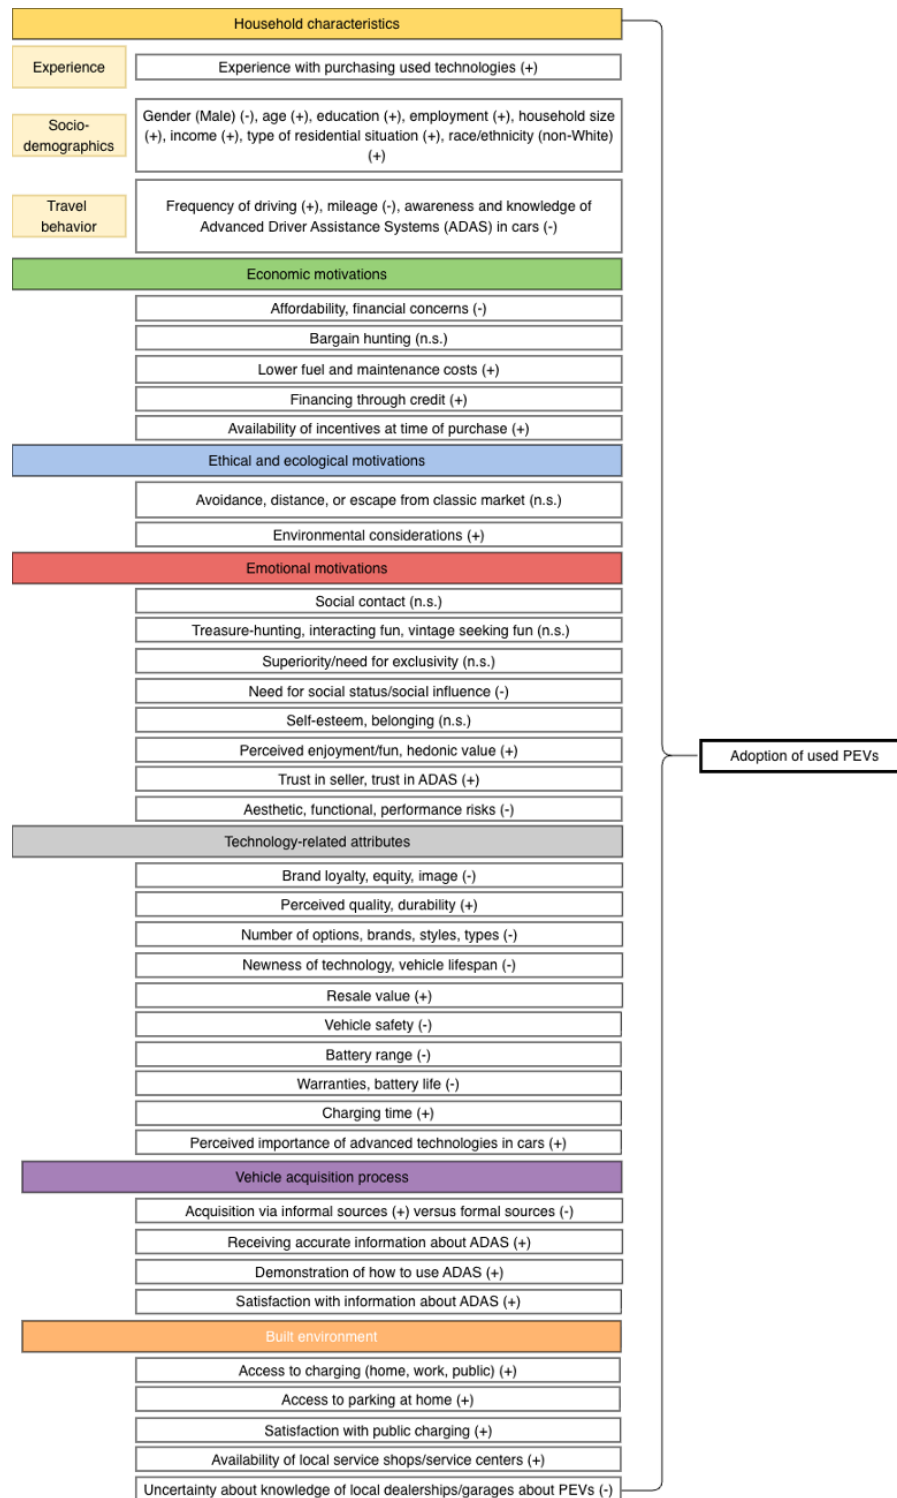 Household characteristics
Experience
Experience with purchasing used technologies (+)
Socio-
demographics
Gender (Male) (-), age (+), education (+), employment (+), household size
(+), income (+), type of residential situation (+), race/ethnicity (non-White)
(+)
Travel
behavior
Frequency of driving (+), mileage (-), awareness and knowledge of
Advanced Driver Assistance Systems (ADAS) in cars (-)
Economic motivations
Affordability, financial concerns (-)
Bargain hunting (n.s.)
Lower fuel and maintenance costs (+)
Financing through credit (+)
Availability of incentives at time of purchase (+)
Ethical and ecological motivations
Avoidance, distance, or escape from classic market (n.s.)
Environmental considerations (+)
Emotional motivations
Social contact (n.s.)
Treasure-hunting, interacting fun, vintage seeking fun (n.s.)
Superiority/need for exclusivity (n.s.)
Need for social status/social influence (-)
Self-esteem, belonging (n.s.)
Perceived enjoyment/fun, hedonic value (+)
Trust in seller, trust in ADAS (+)
Aesthetic, functional, performance risks (-)
Adoption of used PEVs
Technology-related attributes
Brand loyalty, equity, image (-)
Perceived quality, durability (+)
Number of options, brands, styles, types (-)
Newness of technology, vehicle lifespan (-)
Resale value (+)
Vehicle safety (-)
Battery range (-)
Warranties, battery life (-)
Charging time (+)
Perceived importance of advanced technologies in cars (+)
Vehicle acquisition process
Acquisition via informal sources (+) versus formal sources (-)
Receiving accurate information about ADAS (+)
Demonstration of how to use ADAS (+)
Satisfaction with information about ADAS (+)
Built environment
Access to charging (home, work, public) (+)
Access to parking at home (+)
Satisfaction with public charging (+)
Availability of local service shops/service centers (+)
Uncertainty about knowledge of local dealerships/garages about PEVs (-)